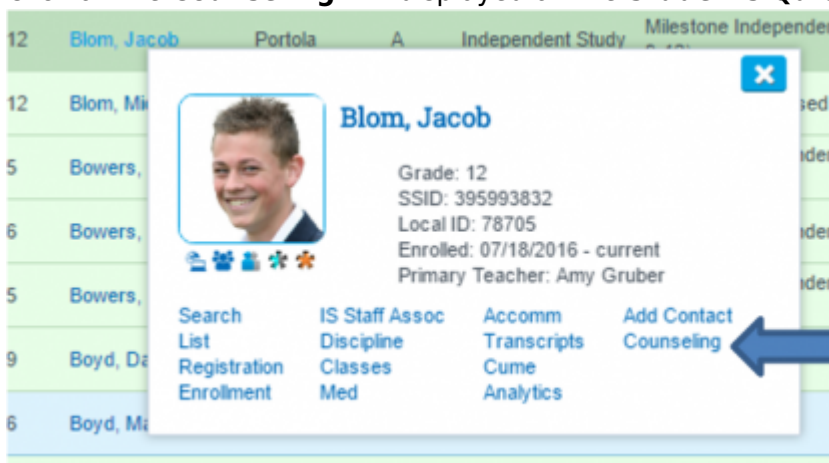 12 Blom, Jacob Portola A Independent Study Milestone Independen
12 Blom, Mi
5 Bowers,
6 Bowers,
5 Bowers,
9 Boyd, Da
6 Boyd, Ma
Blom, Jacob
Grade: 12
SSID: 395993832
Local ID: 78705
Enrolled: 07/18/2016 - current
Primary Teacher: Amy Gruber
Search IS Staff Assoc Accomm Add Contact
List Discipline Transcripts Counseling
Registration Classes Cume
Enrollment Med Analytics